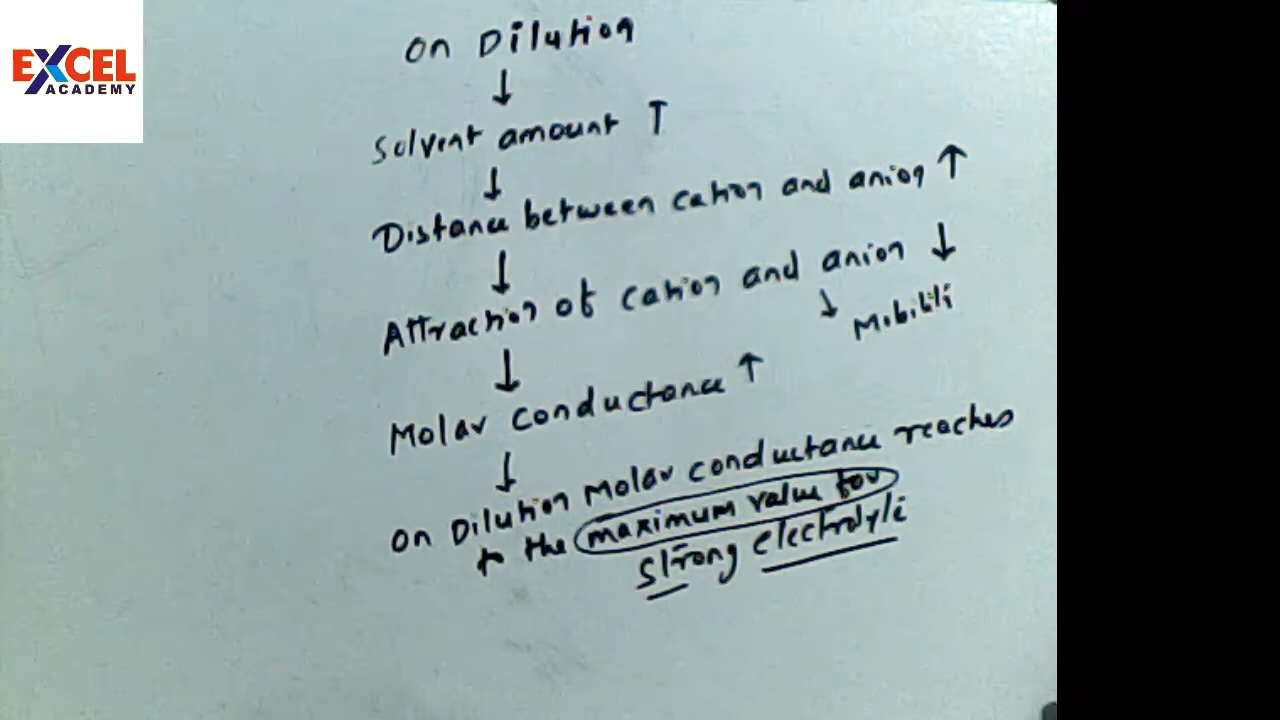 EXCEL
ACADEMY
On Dilution
↓
Solvent amount ↑
↓
Distance between cation and anion ↑
↓
Attraction of cation and anion ↓
↓ Mobiliti
↓
Molar conductance ↑
↓
On Dilution Molar conductance reaches
to the maximum value for
strong electrolyte